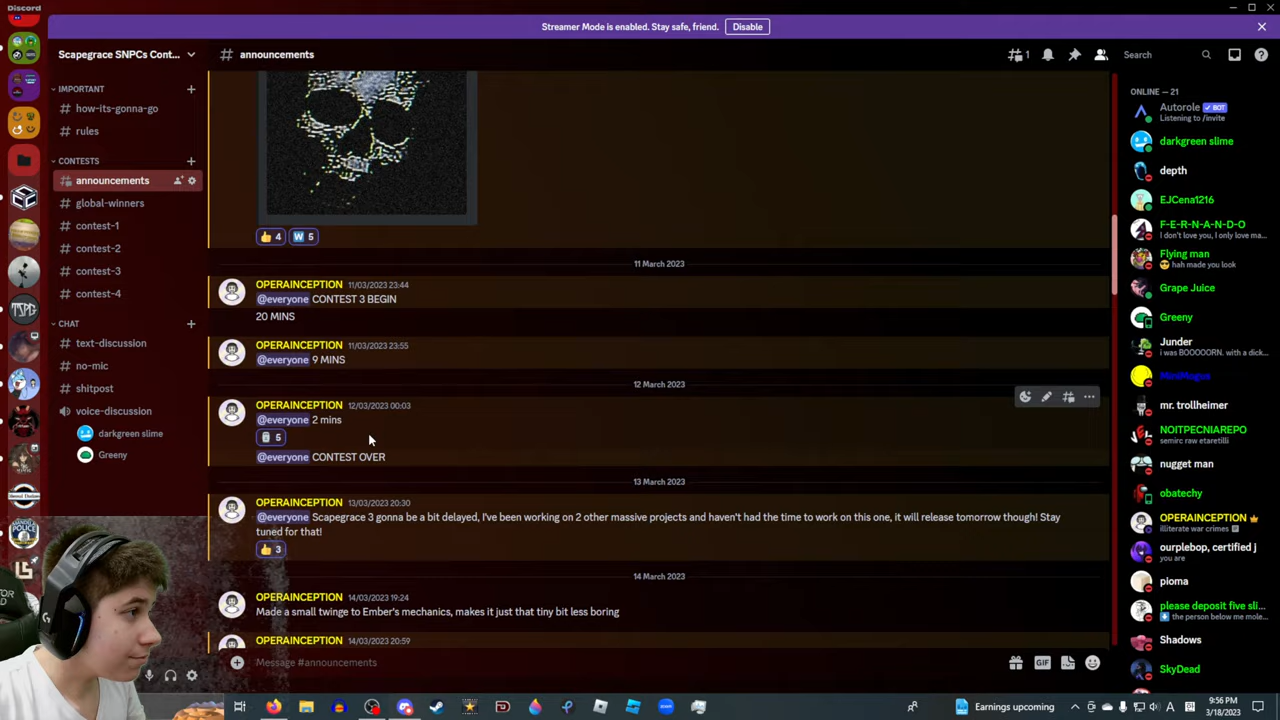 Discord
Streamer Mode is enabled. Stay safe, friend.
Disable
Scapegrace SNPCs Cont...
announcements
1
Search
IMPORTANT
how-its-gonna-go
rules
CONTESTS
announcements
global-winners
contest-1
contest-2
contest-3
contest-4
CHAT
text-discussion
no-mic
shitpost
voice-discussion
darkgreen slime
Greeny
4
W 5
11 March 2023
OPERAINCEPTION 11/03/2023 23:44
@everyone CONTEST 3 BEGIN
20 MINS
OPERAINCEPTION 11/03/2023 23:55
@everyone 9 MINS
12 March 2023
OPERAINCEPTION 12/03/2023 00:03
@everyone 2 mins
5
@everyone CONTEST OVER
13 March 2023
OPERAINCEPTION 13/03/2023 20:30
@everyone Scapegrace 3 gonna be a bit delayed, I've been working on 2 other massive projects and haven't had the time to work on this one, it will release tomorrow though! Stay
tuned for that!
3
14 March 2023
OPERAINCEPTION 14/03/2023 19:24
Made a small twinge to Ember's mechanics, makes it just that tiny bit less boring
OPERAINCEPTION 14/03/2023 20:59
Message #announcements
GIF
ONLINE — 21
Autorole BOT
Listening to /invite
darkgreen slime
depth
EJCena1216
F-E-R-N-A-N-D-O
I don't love you, I only love ma...
Flying man
hah made you look
Grape Juice
Greeny
Junder
i was BOOOOORN. with a dick...
MiniMogus
mr. trollheimer
NOITPECNIAREPO
semirc raw etaretilli
nugget man
obatechy
OPERAINCEPTION
illiterate war crimes
ourplebop, certified j
you are
pioma
please deposit five sli...
the person below me mole...
Shadows
SkyDead
TSPG
Earnings upcoming
9:56 PM
3/18/2023